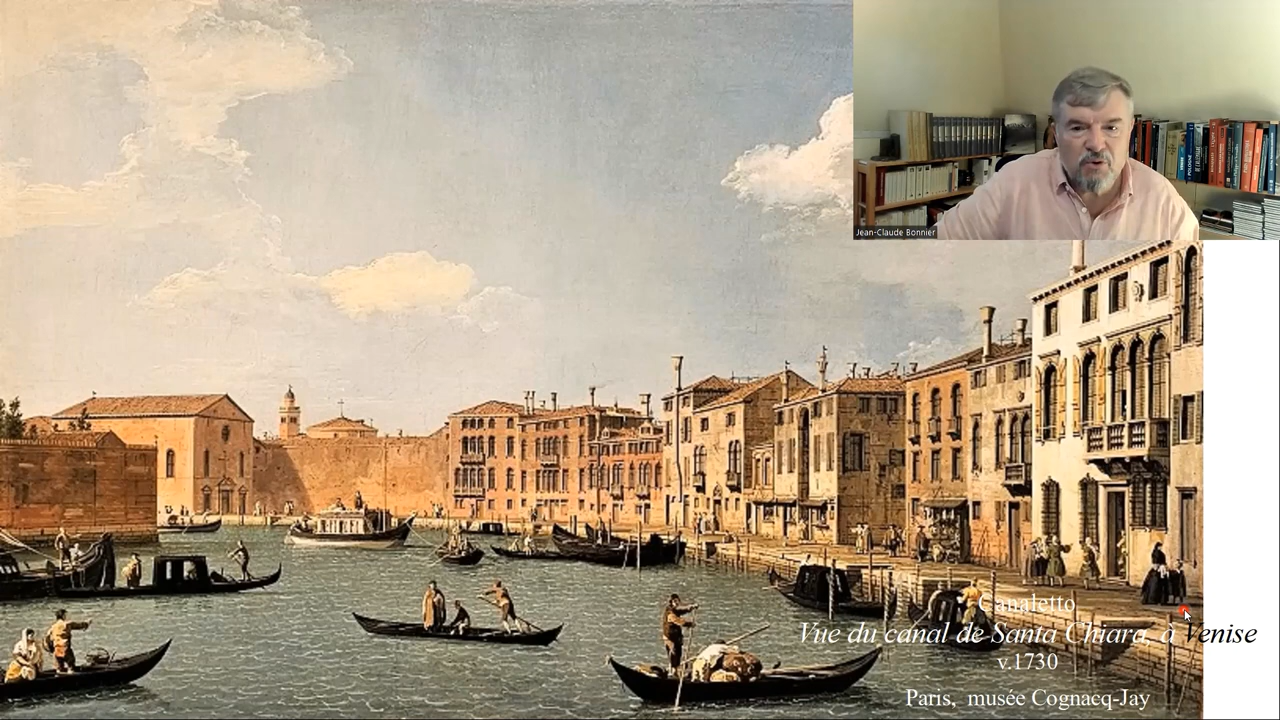 Jean-Claude Bonnier
Canaletto
Vue du canal de Santa Chiara, à Venise
v.1730
Paris, musée Cognacq-Jay